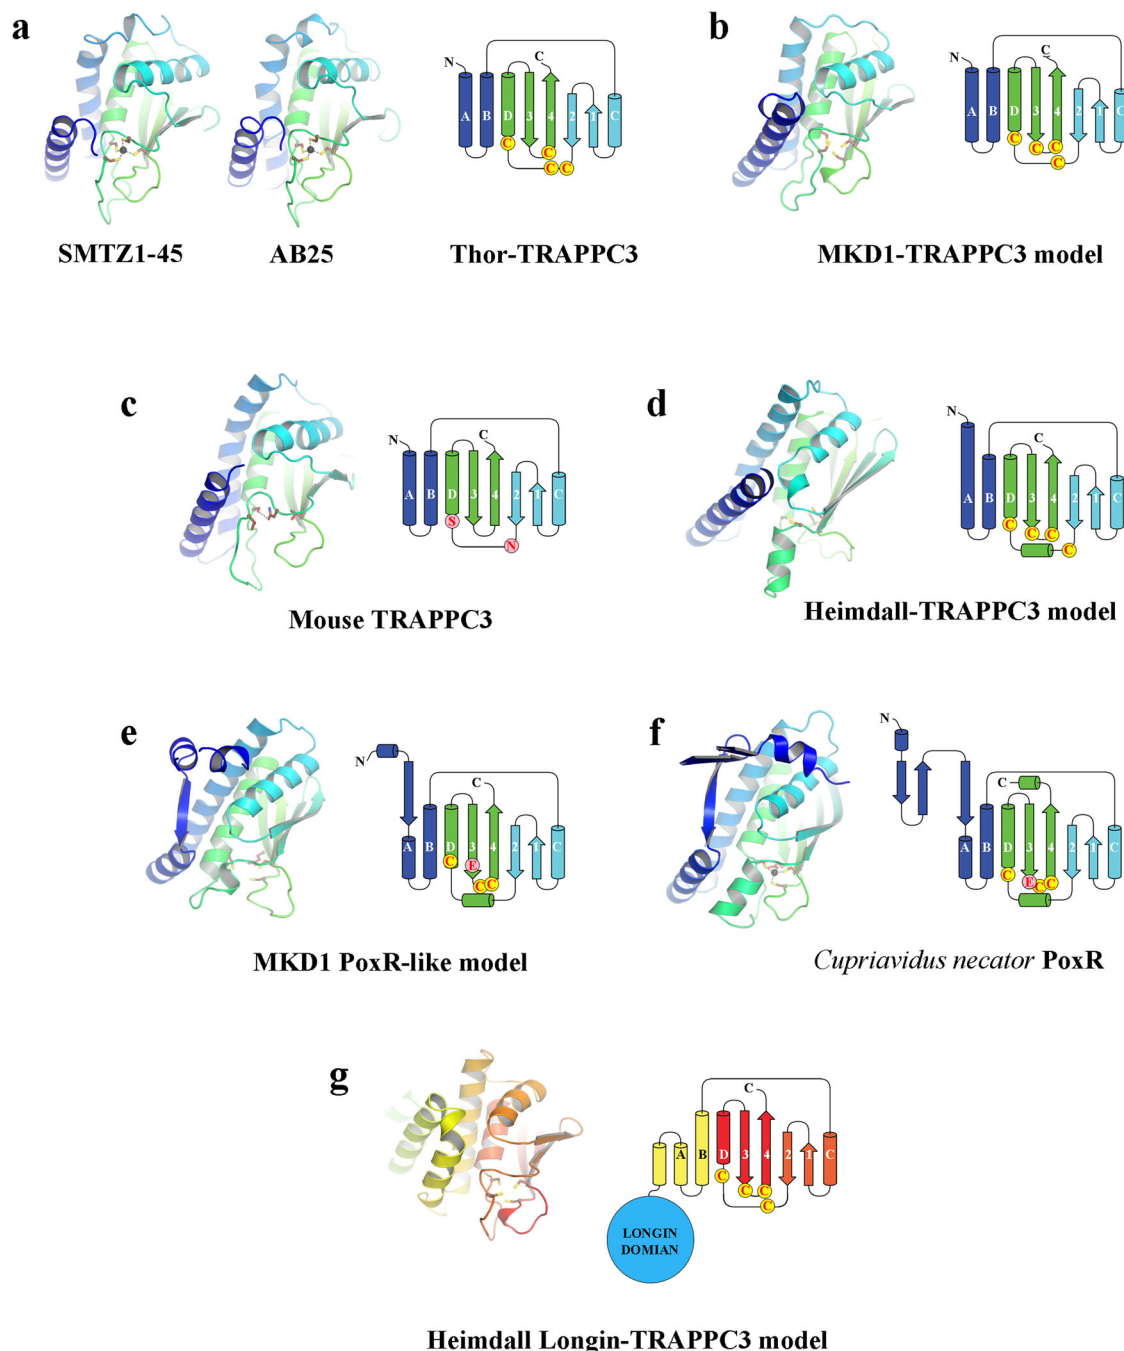 a
b
N
A
B
D
3
4
2
1
C
C
C
C
C
SMTZ1-45
AB25
Thor-TRAPPC3
N
A
B
D
3
4
2
1
C
C
C
C
C
C
MKD1-TRAPPC3 model
c
d
N
C
A
B
D
3
4
2
1
C
S
N
Mouse TRAPPC3
N
C
A
B
D
3
4
2
1
C
C
C
C
C
Heimdall-TRAPPC3 model
e
f
N
C
A
B
D
3
4
2
1
C
C
E
C
C
MKD1 PoxR-like model
N
C
A
B
D
3
4
2
1
C
C
E
C
C
Cupriavidus necator PoxR
g
C
A
B
D
3
4
2
1
C
C
C
C
C
LONGIN
DOMIAN
Heimdall Longin-TRAPPC3 model